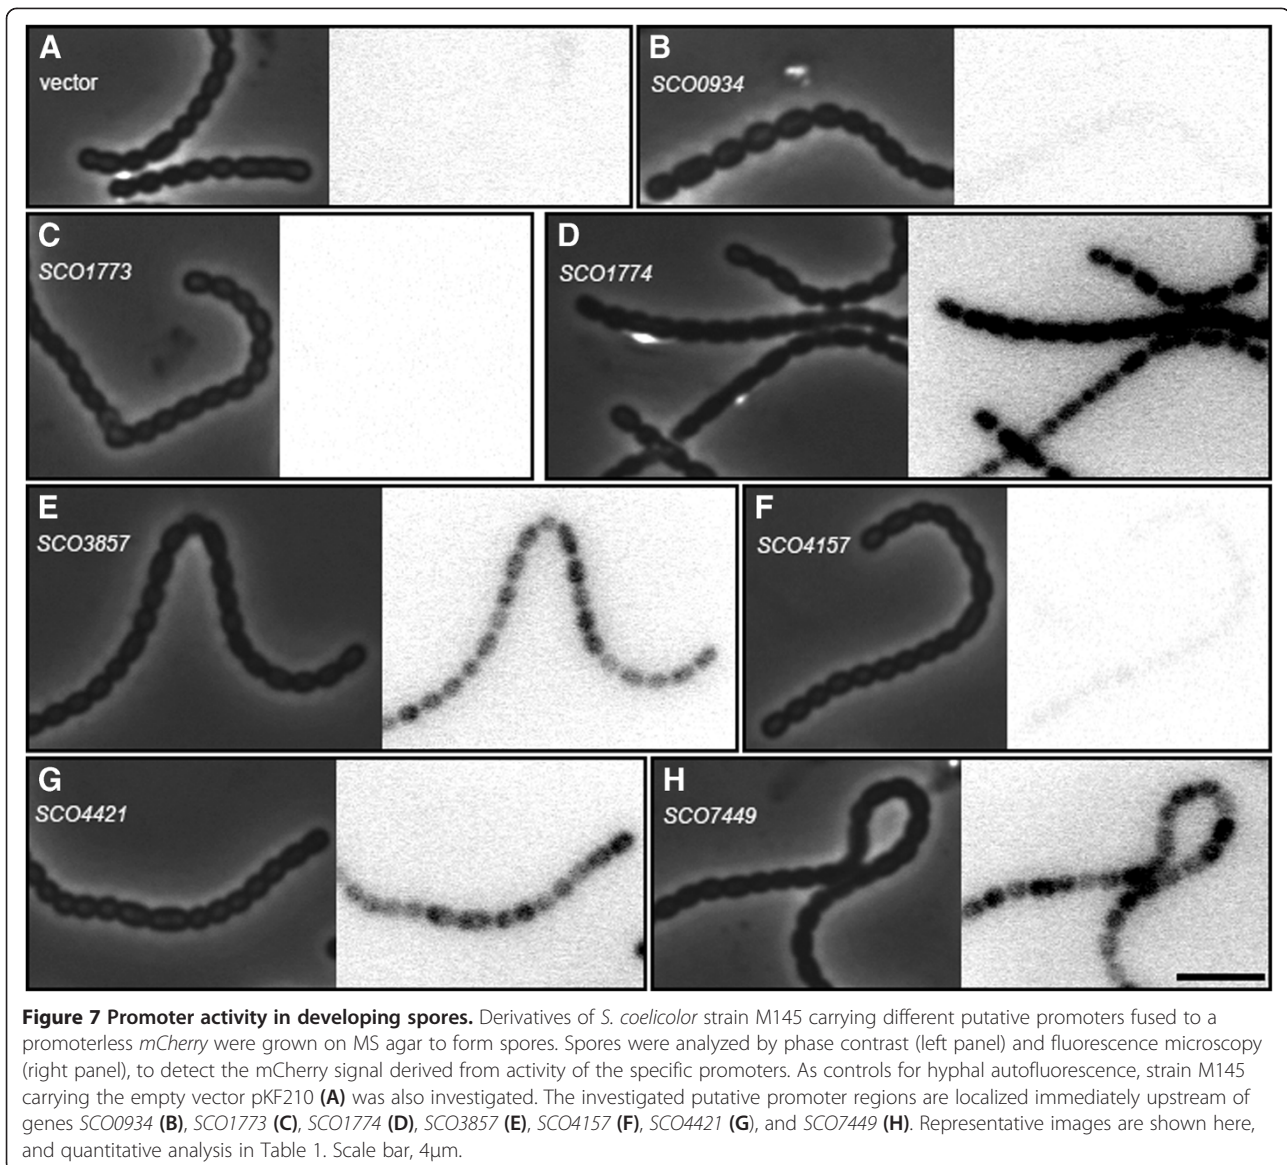 A
vector
B
SCO0934
C
SCO1773
D
SCO1774
E
SCO3857
F
SCO4157
G
SCO4421
H
SCO7449
Figure 7 Promoter activity in developing spores. Derivatives of S. coelicolor strain M145 carrying different putative promoters fused to a
promoterless mCherry were grown on MS agar to form spores. Spores were analyzed by phase contrast (left panel) and fluorescence microscopy
(right panel), to detect the mCherry signal derived from activity of the specific promoters. As controls for hyphal autofluorescence, strain M145
carrying the empty vector pKF210 (A) was also investigated. The investigated putative promoter regions are localized immediately upstream of
genes SCO0934 (B), SCO1773 (C), SCO1774 (D), SCO3857 (E), SCO4157 (F), SCO4421 (G), and SCO7449 (H). Representative images are shown here,
and quantitative analysis in Table 1. Scale bar, 4μm.